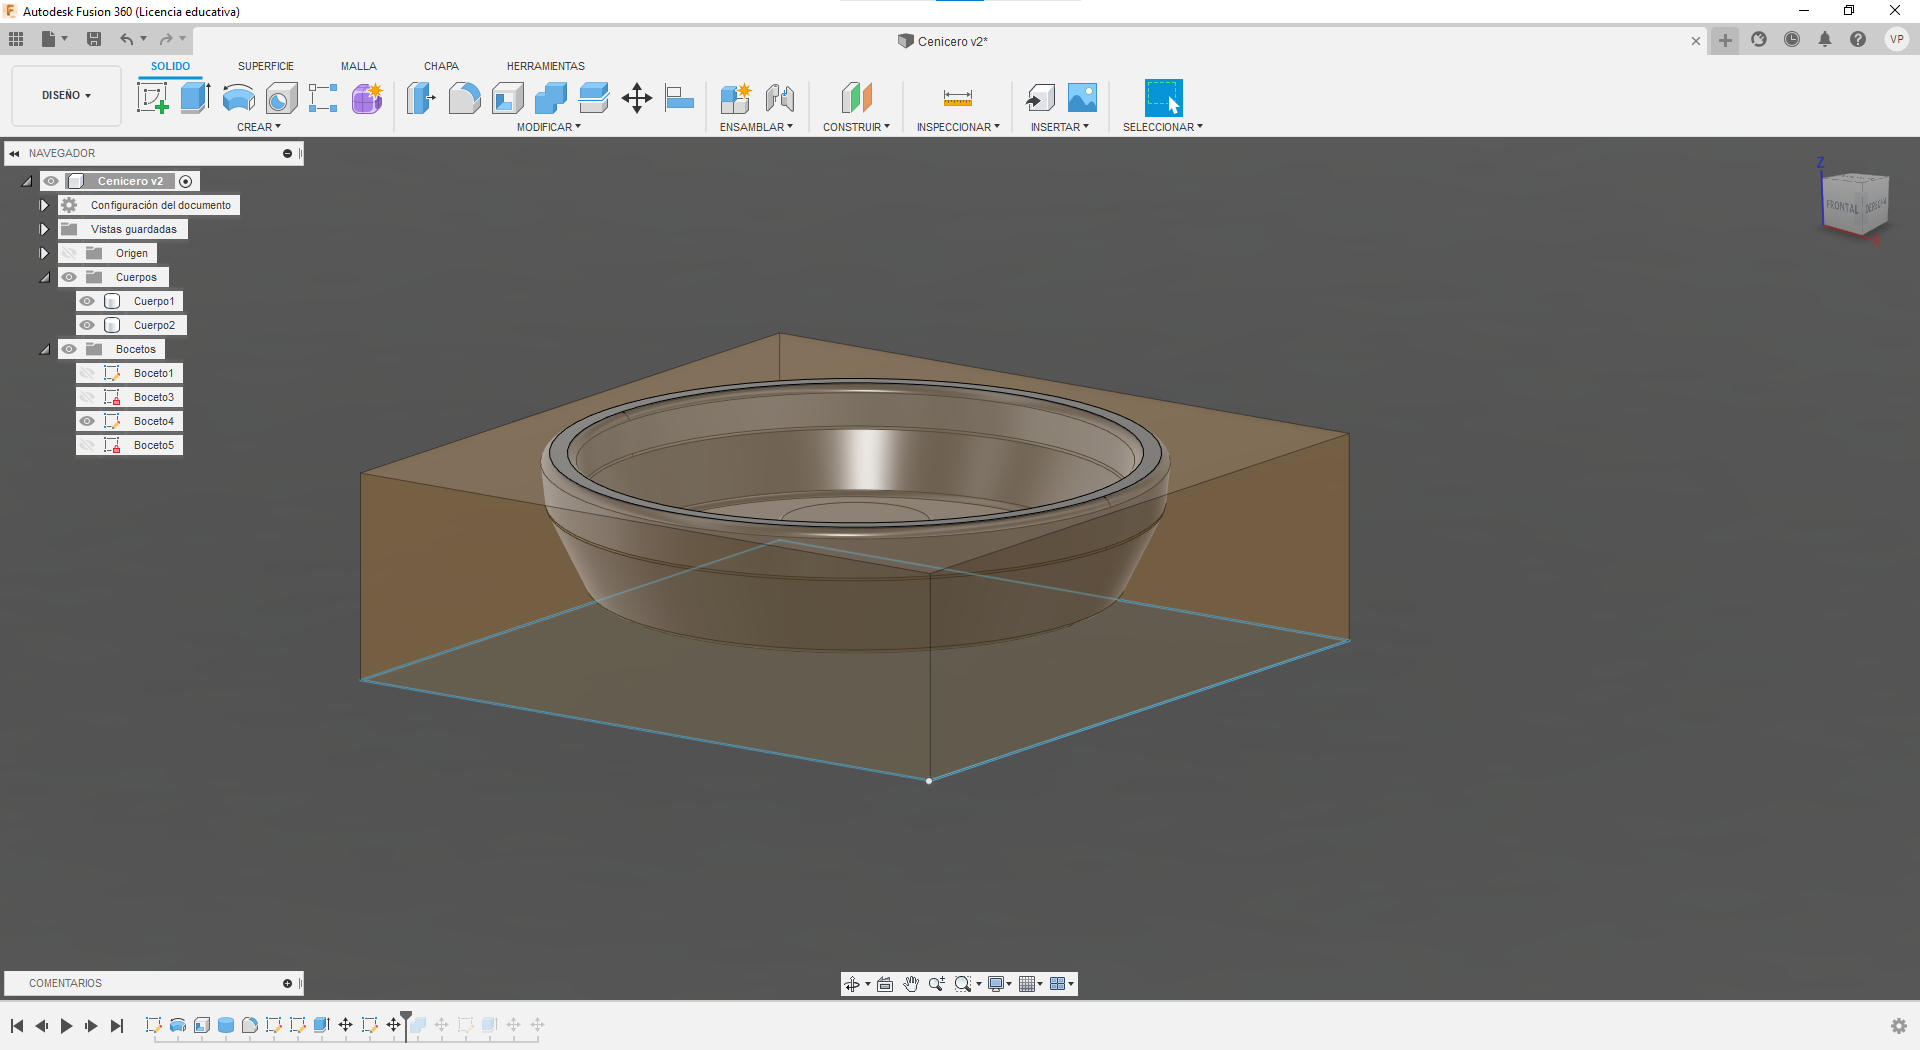 Autodesk Fusion 360 (Licencia educativa)
Cenicero v2*
VP
DISEÑO
SOLIDO SUPERFICIE MALLA CHAPA HERRAMIENTAS
CREAR MODIFICAR ENSAMBLAR CONSTRUIR INSPECCIONAR INSERTAR SELECCIONAR
NAVEGADOR
Cenicero v2
Configuración del documento
Vistas guardadas
Origen
Cuerpos
Cuerpo1
Cuerpo2
Bocetos
Boceto1
Boceto3
Boceto4
Boceto5
Z
FRONTAL DERECHA
X
COMENTARIOS